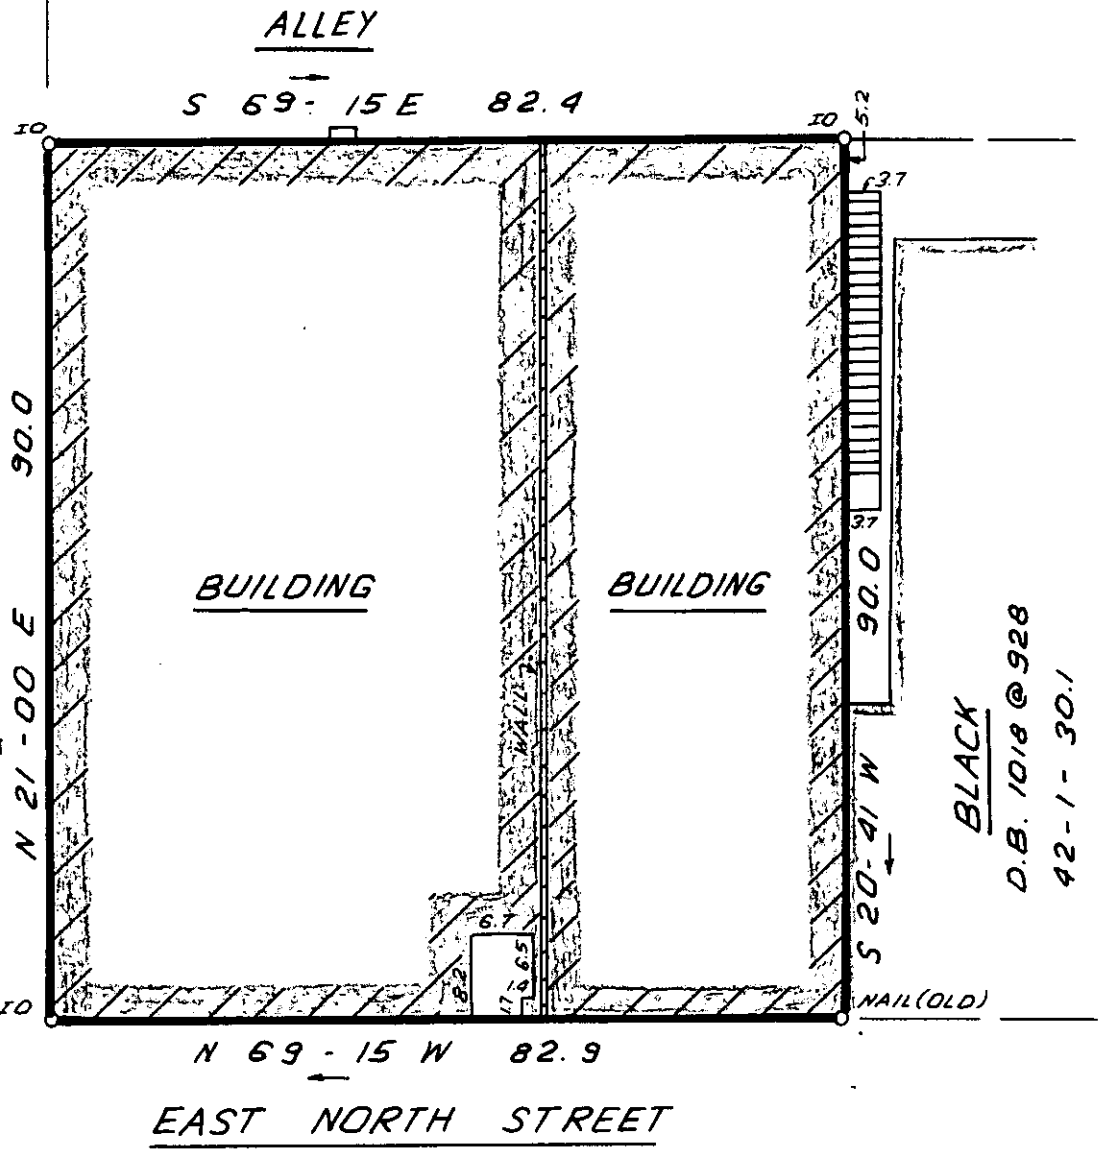 ALLEY
S 69-15 E 82.4
IO
IO
5.2
3.7
3.7
N 21-00 E 90.0
BUILDING
BUILDING
90.0
S 20-41 W
WALL
BLACK
D.B. 1018 @ 928
42-1-30.1
6.7
8.2
6.5
1.4
1.7
IO
NAIL (OLD)
N 69-15 W 82.9
EAST NORTH STREET